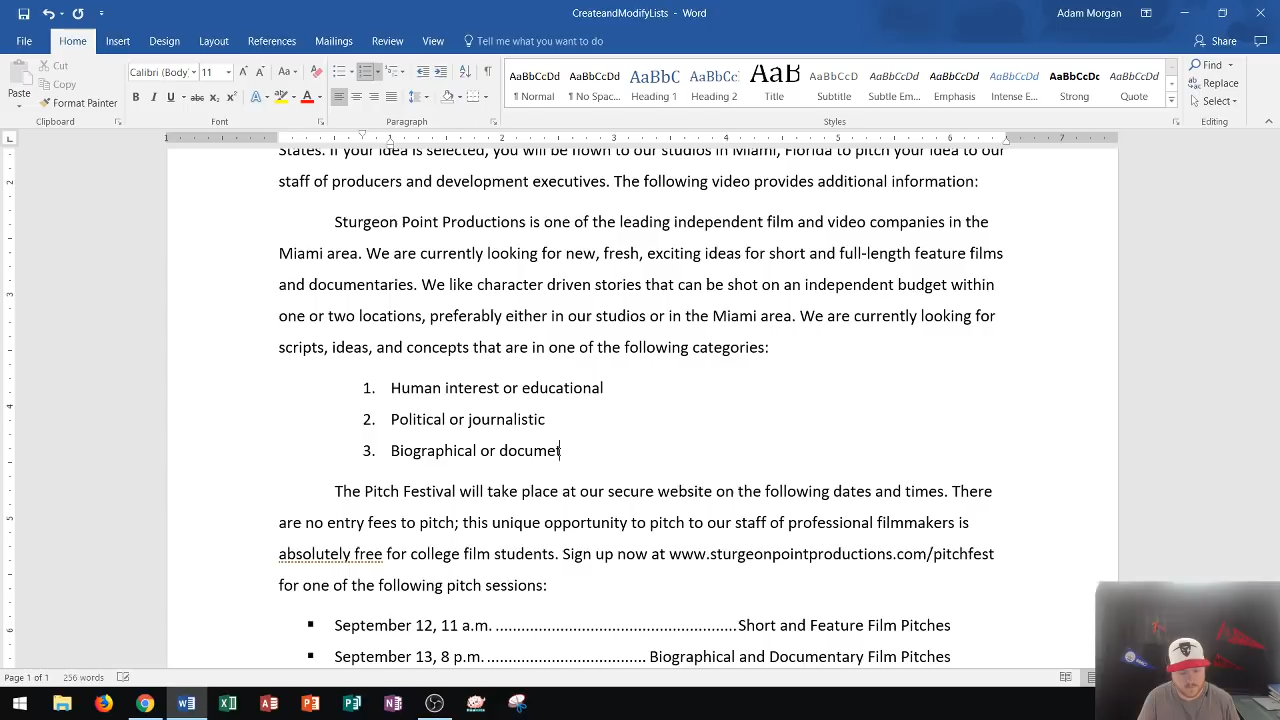 CreateandModifyLists - Word
Adam Morgan
File Home Insert Design Layout References Mailings Review View Tell me what you want to do Share
Paste Cut Copy Format Painter
Calibri (Body) 11
AaBbCcDd AaBbCcDd AaBbC AaBbCc AaB AaBbCcD AaBbCcDd AaBbCcDd AaBbCcDd AaBbCcDc AaBbCcDd
¶ Normal ¶ No Spac... Heading 1 Heading 2 Title Subtitle Subtle Em... Emphasis Intense E... Strong Quote
Find Replace Select
Clipboard Font Paragraph Styles Editing
1 1 2 3 4 5 6 7
States. If your idea is selected, you will be flown to our studios in Miami, Florida to pitch your idea to our
staff of producers and development executives. The following video provides additional information:
Sturgeon Point Productions is one of the leading independent film and video companies in the
Miami area. We are currently looking for new, fresh, exciting ideas for short and full-length feature films
and documentaries. We like character driven stories that can be shot on an independent budget within
one or two locations, preferably either in our studios or in the Miami area. We are currently looking for
scripts, ideas, and concepts that are in one of the following categories:
1. Human interest or educational
2. Political or journalistic
3. Biographical or documet
The Pitch Festival will take place at our secure website on the following dates and times. There
are no entry fees to pitch; this unique opportunity to pitch to our staff of professional filmmakers is
absolutely free for college film students. Sign up now at www.sturgeonpointproductions.com/pitchfest
for one of the following pitch sessions:
▪ September 12, 11 a.m. ........................................................ Short and Feature Film Pitches
▪ September 13, 8 p.m. ..................................... Biographical and Documentary Film Pitches
Page 1 of 1 256 words